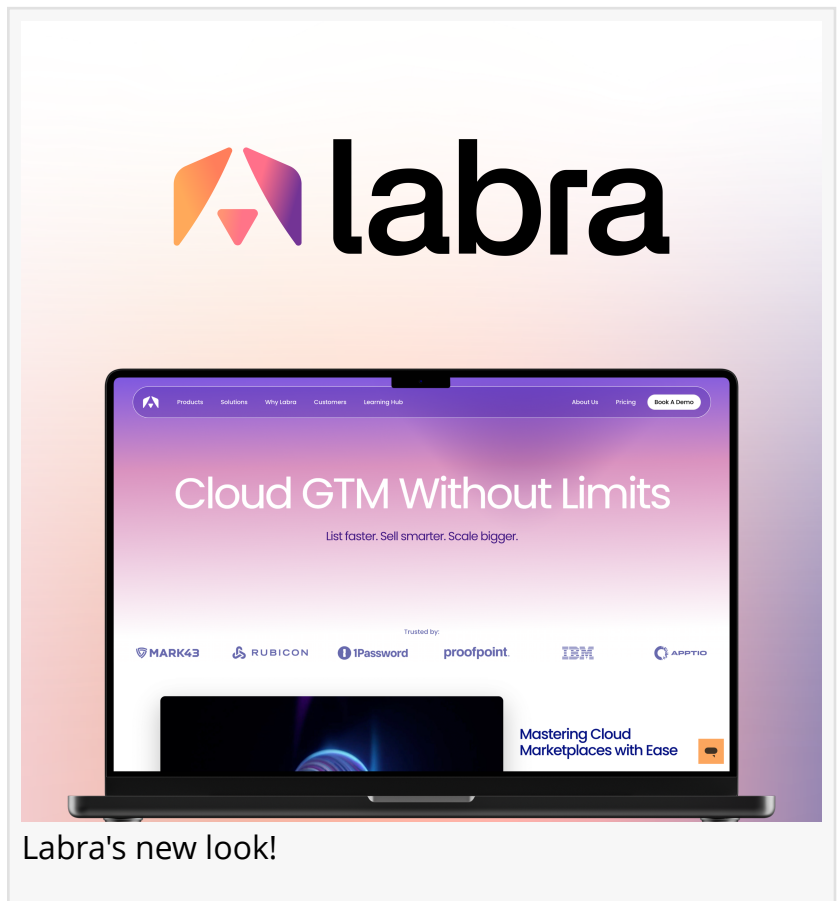 labra
Products Solutions Why Labra Customers Learning Hub About Us Pricing Book A Demo
Cloud GTM Without Limits
List faster. Sell smarter. Scale bigger.
Trusted by:
MARK43 RUBICON 1Password proofpoint. IBM APPTIO
Mastering Cloud
Marketplaces with Ease
Labra's new look!